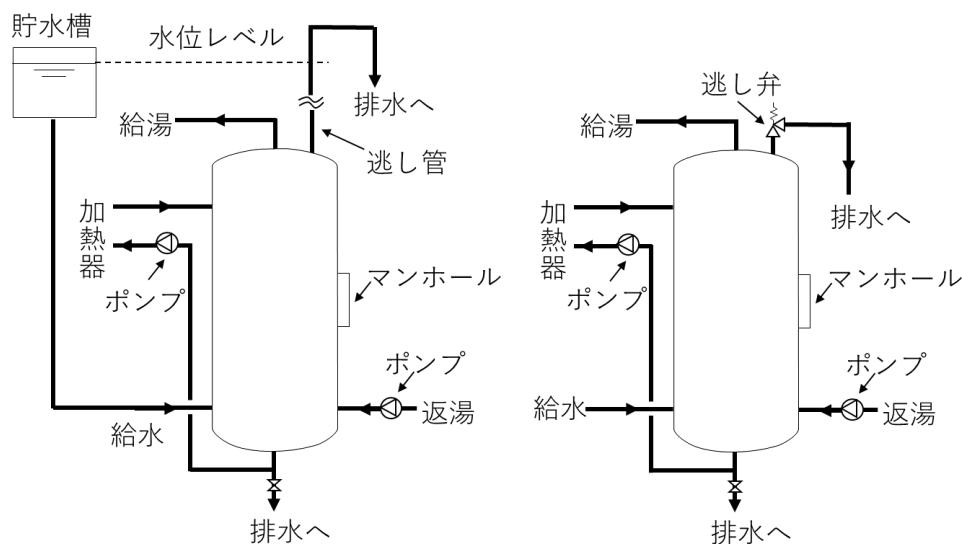 貯水槽
水位レベル
排水へ
給湯
逃し管
加熱器
ポンプ
マンホール
ポンプ
返湯
給水
排水へ
逃し弁
給湯
排水へ
加熱器
ポンプ
マンホール
ポンプ
返湯
給水
排水へ